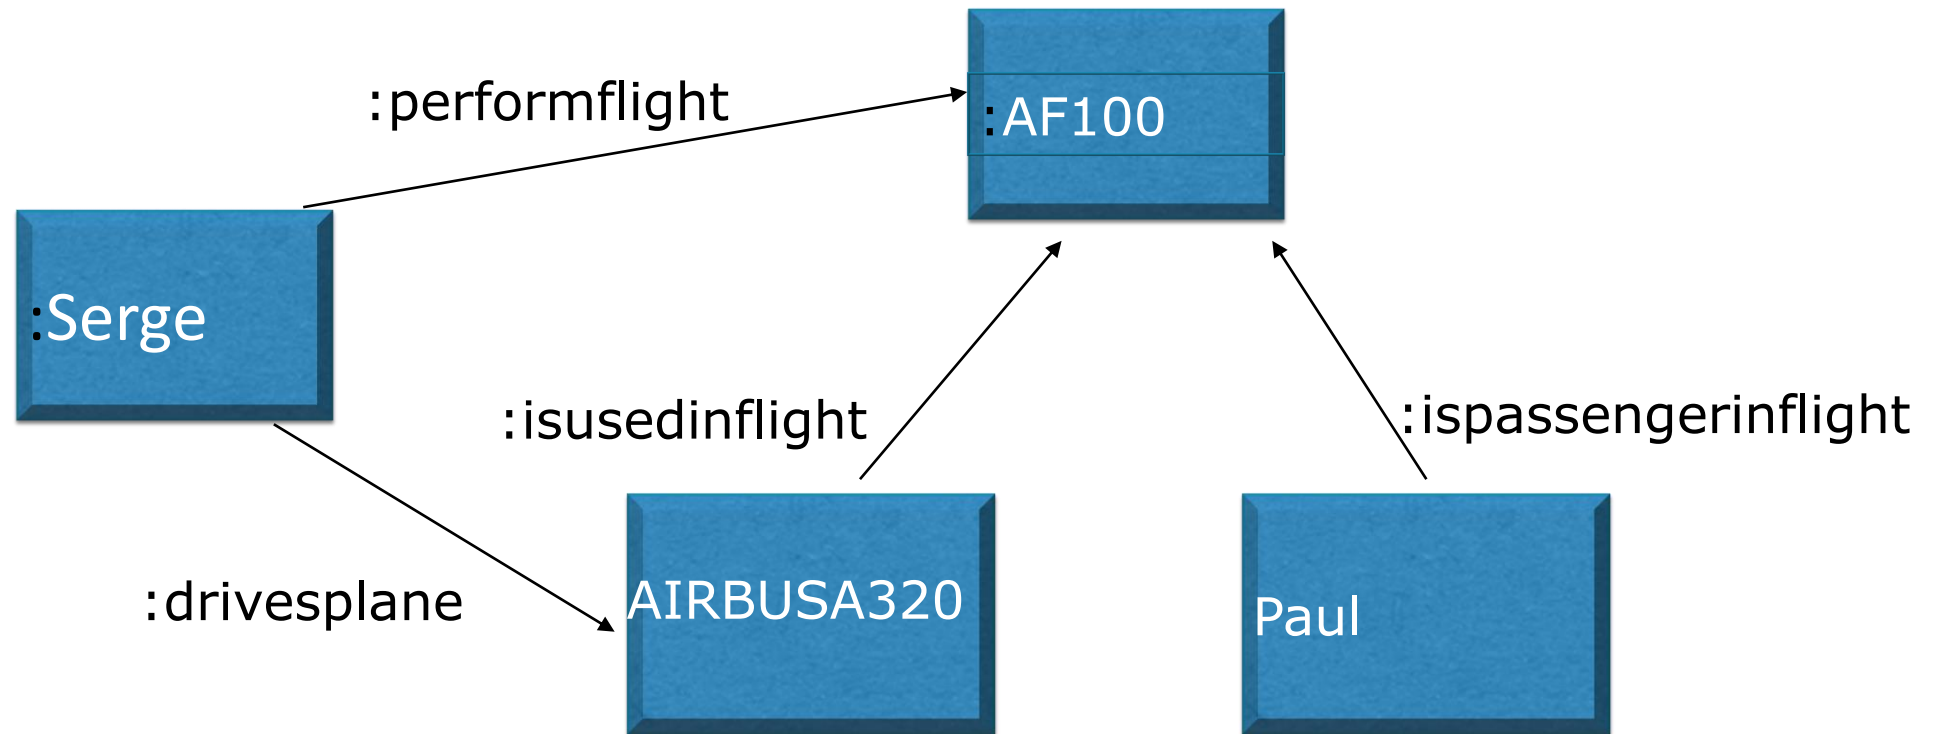 :performflight
:AF100
:Serge
:isusedinflight
:ispassengerinflight
:drivesplane
AIRBUSA320
Paul